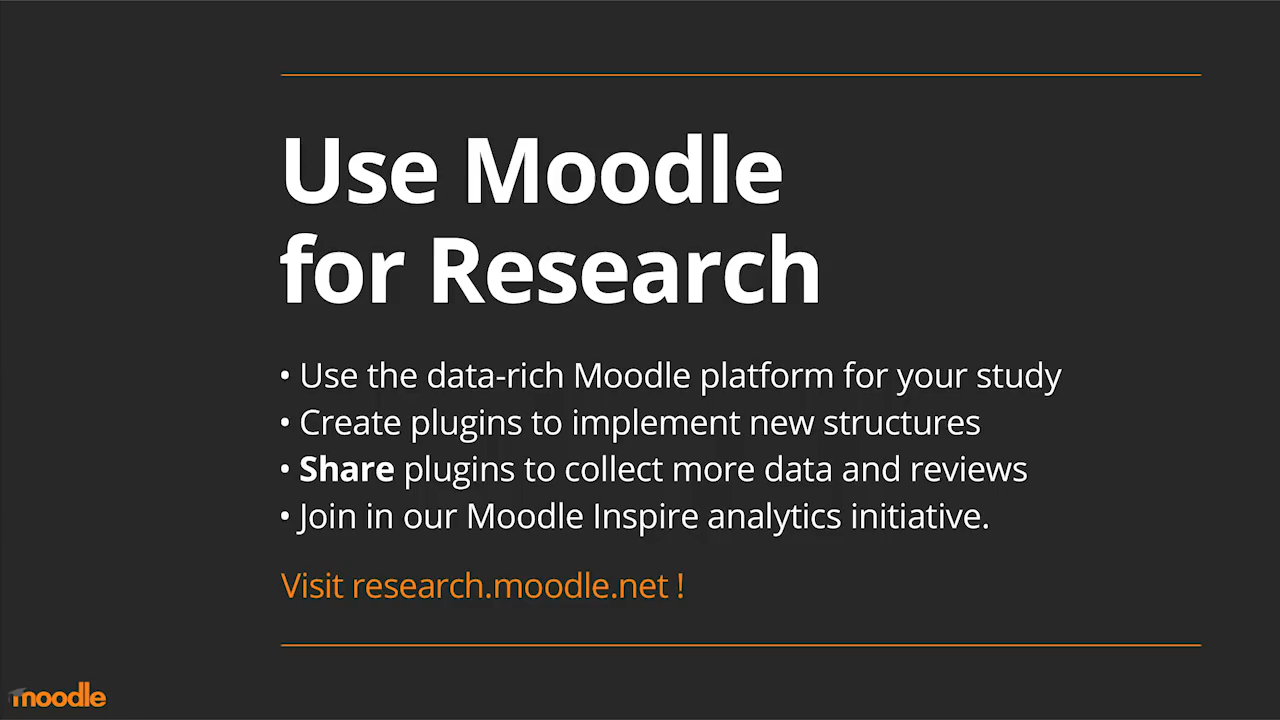 Use Moodle
for Research
• Use the data-rich Moodle platform for your study
• Create plugins to implement new structures
• Share plugins to collect more data and reviews
• Join in our Moodle Inspire analytics initiative.
Visit research.moodle.net !
moodle